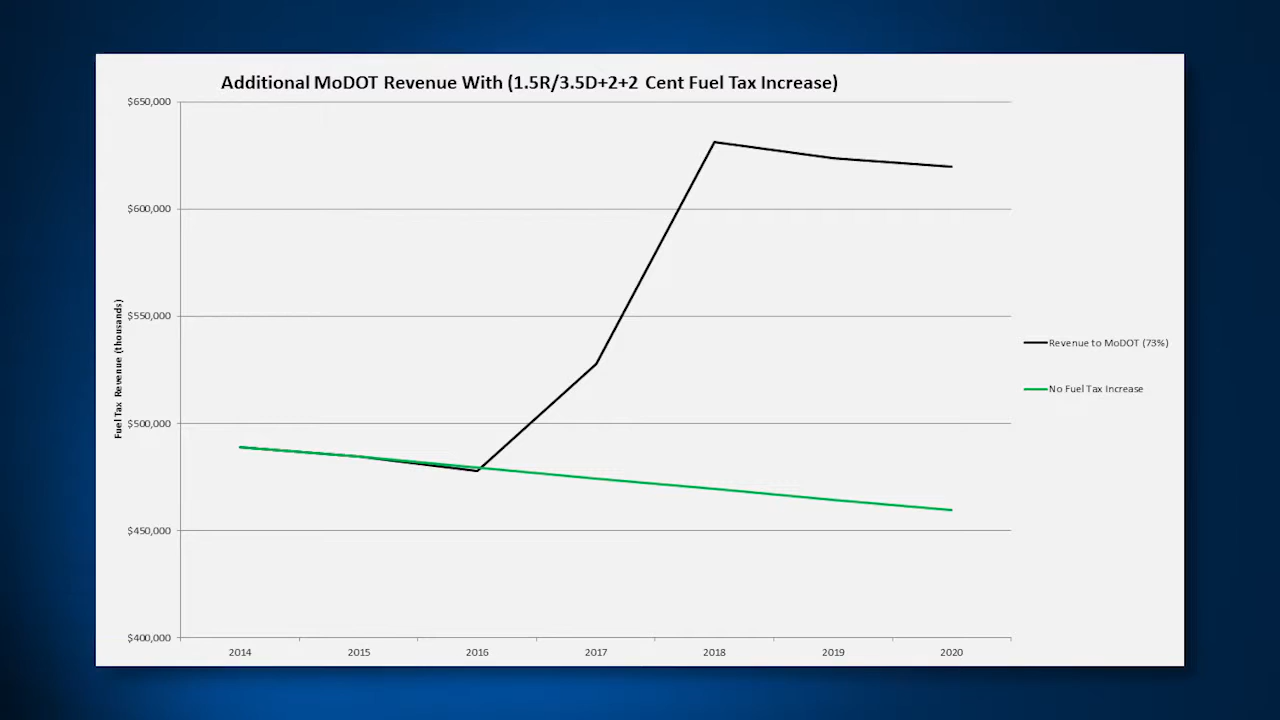 Additional MoDOT Revenue With (1.5R/3.5D+2+2 Cent Fuel Tax Increase)
$650,000
$600,000
$550,000
$500,000
$450,000
$400,000
Fuel Tax Revenue (thousands)
2014 2015 2016 2017 2018 2019 2020
Revenue to MoDOT (73%)
No Fuel Tax Increase